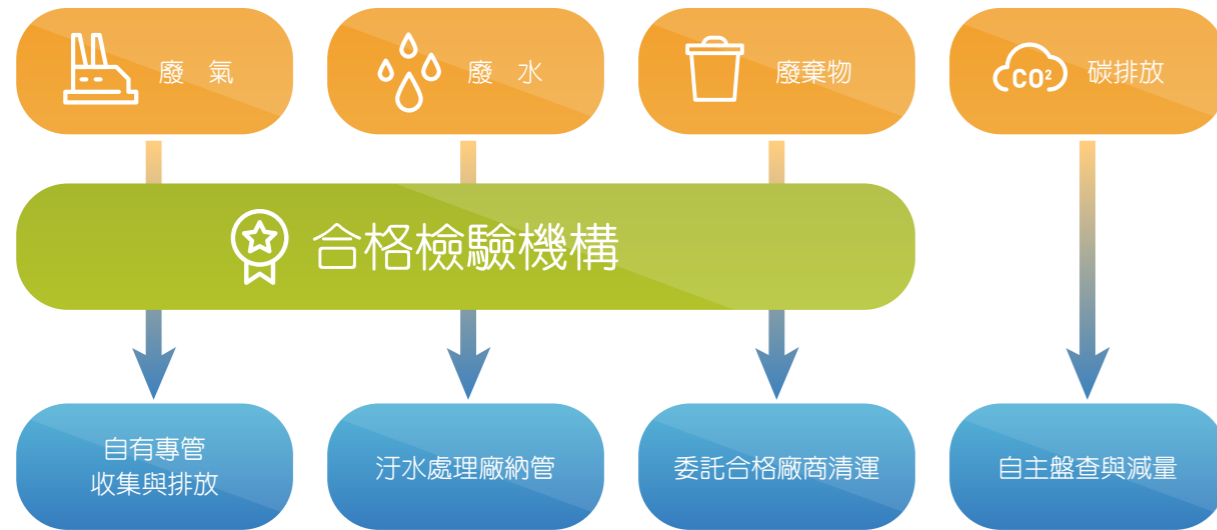 廢 氣
廢 水
廢棄物
CO²
碳排放
合格檢驗機構
自有專管
收集與排放
汙水處理廠納管
委託合格廠商清運
自主盤查與減量